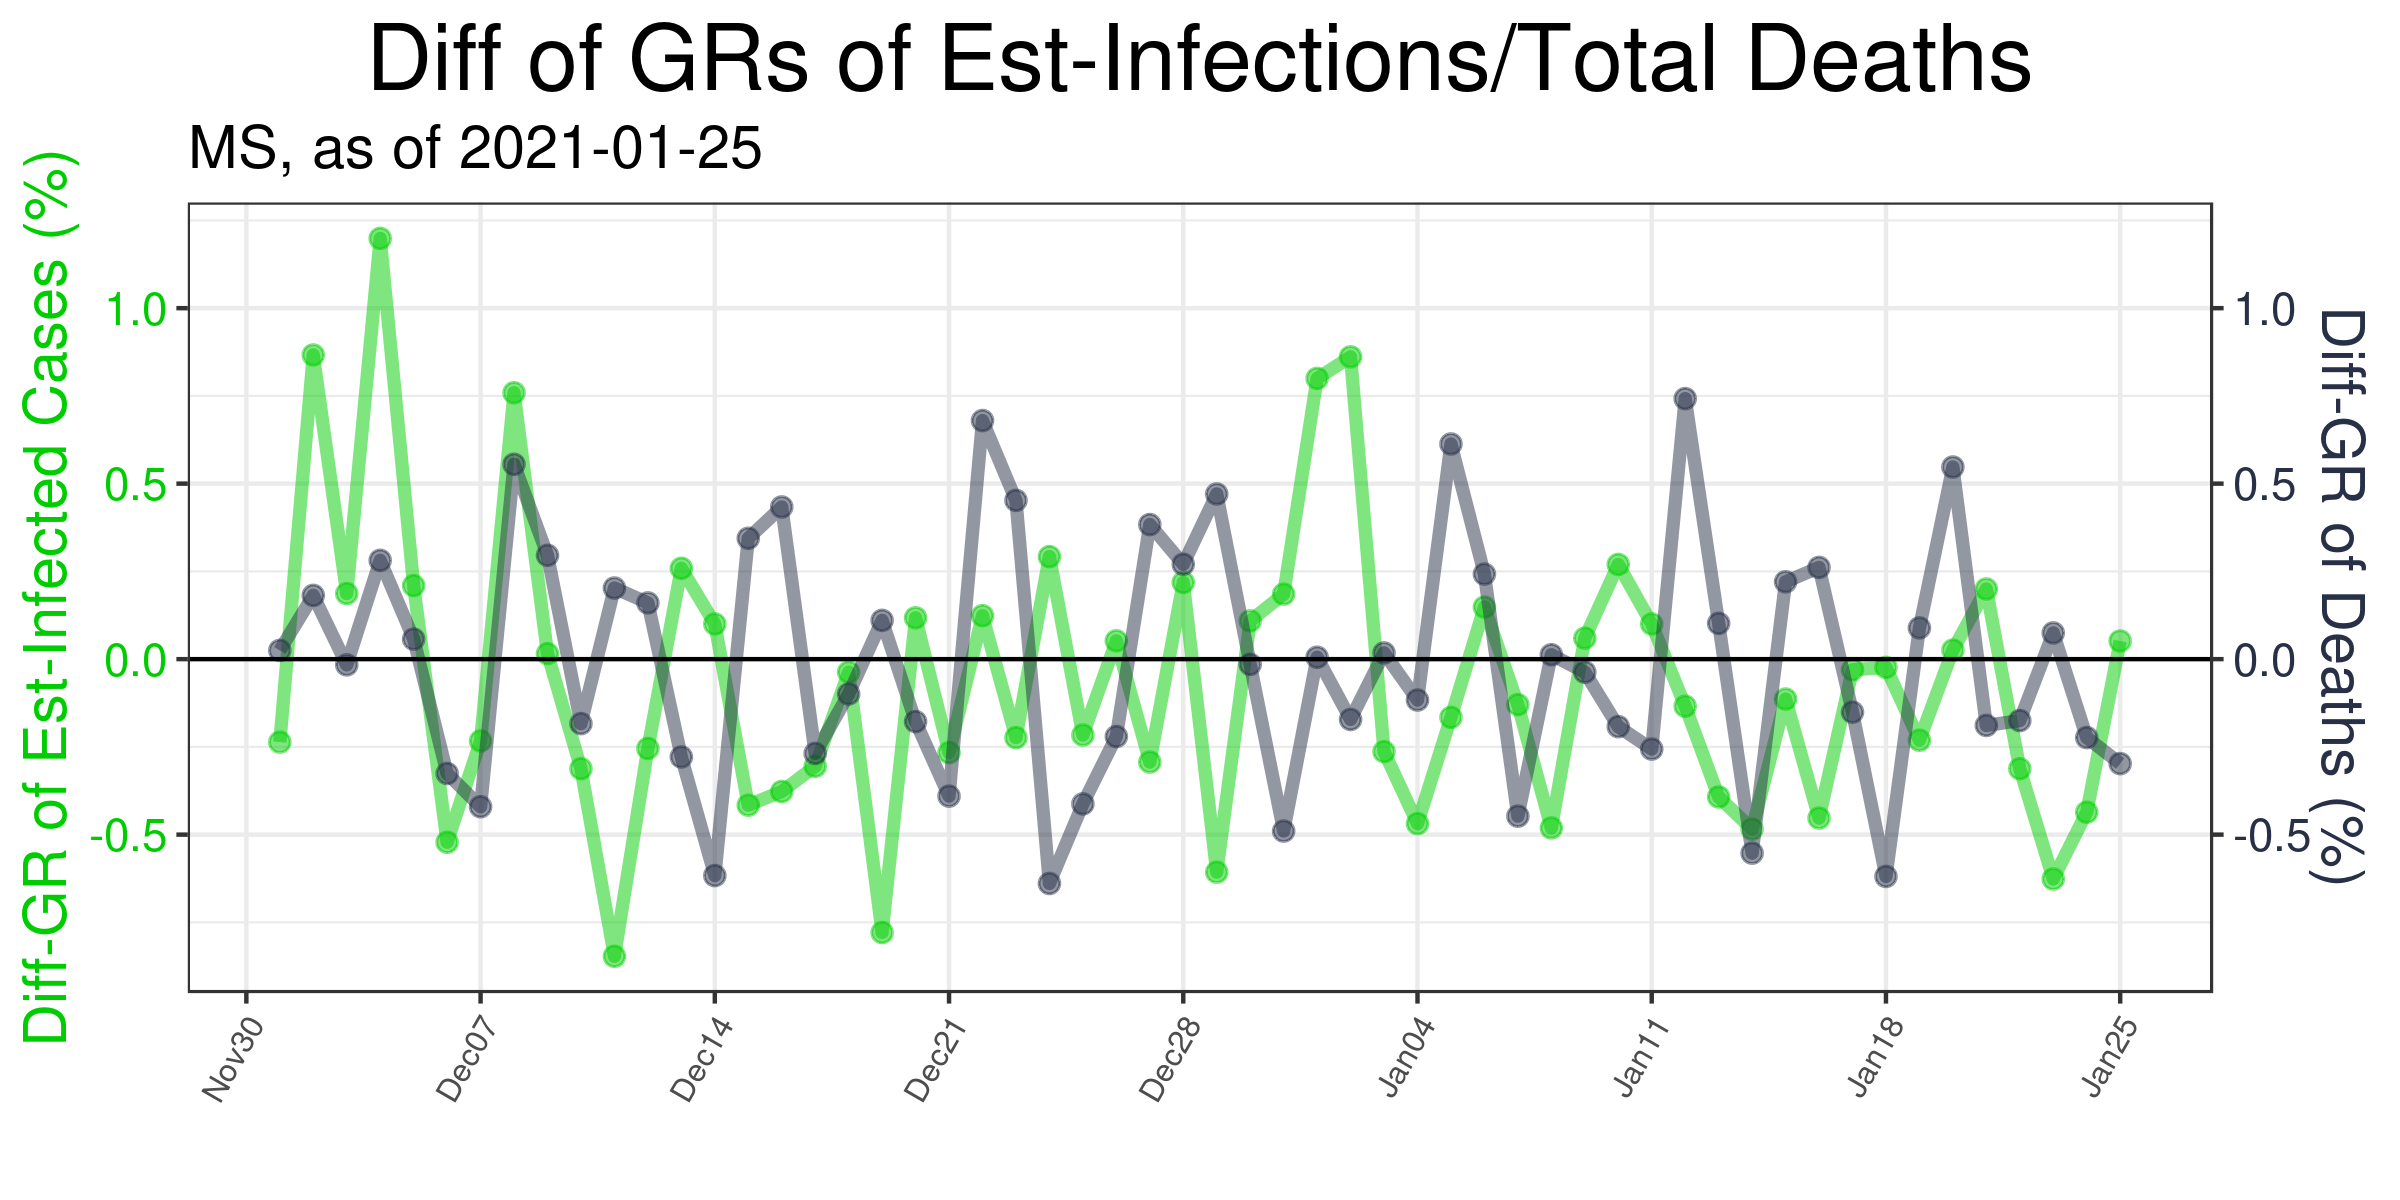 Diff of GRs of Est-Infections/Total Deaths
MS, as of 2021-01-25
Diff-GR of Est-Infected Cases (%)
1.0
0.5
0.0
-0.5
1.0
0.5
0.0
-0.5
Diff-GR of Deaths (%)
Nov30 Dec07 Dec14 Dec21 Dec28 Jan04 Jan11 Jan18 Jan25